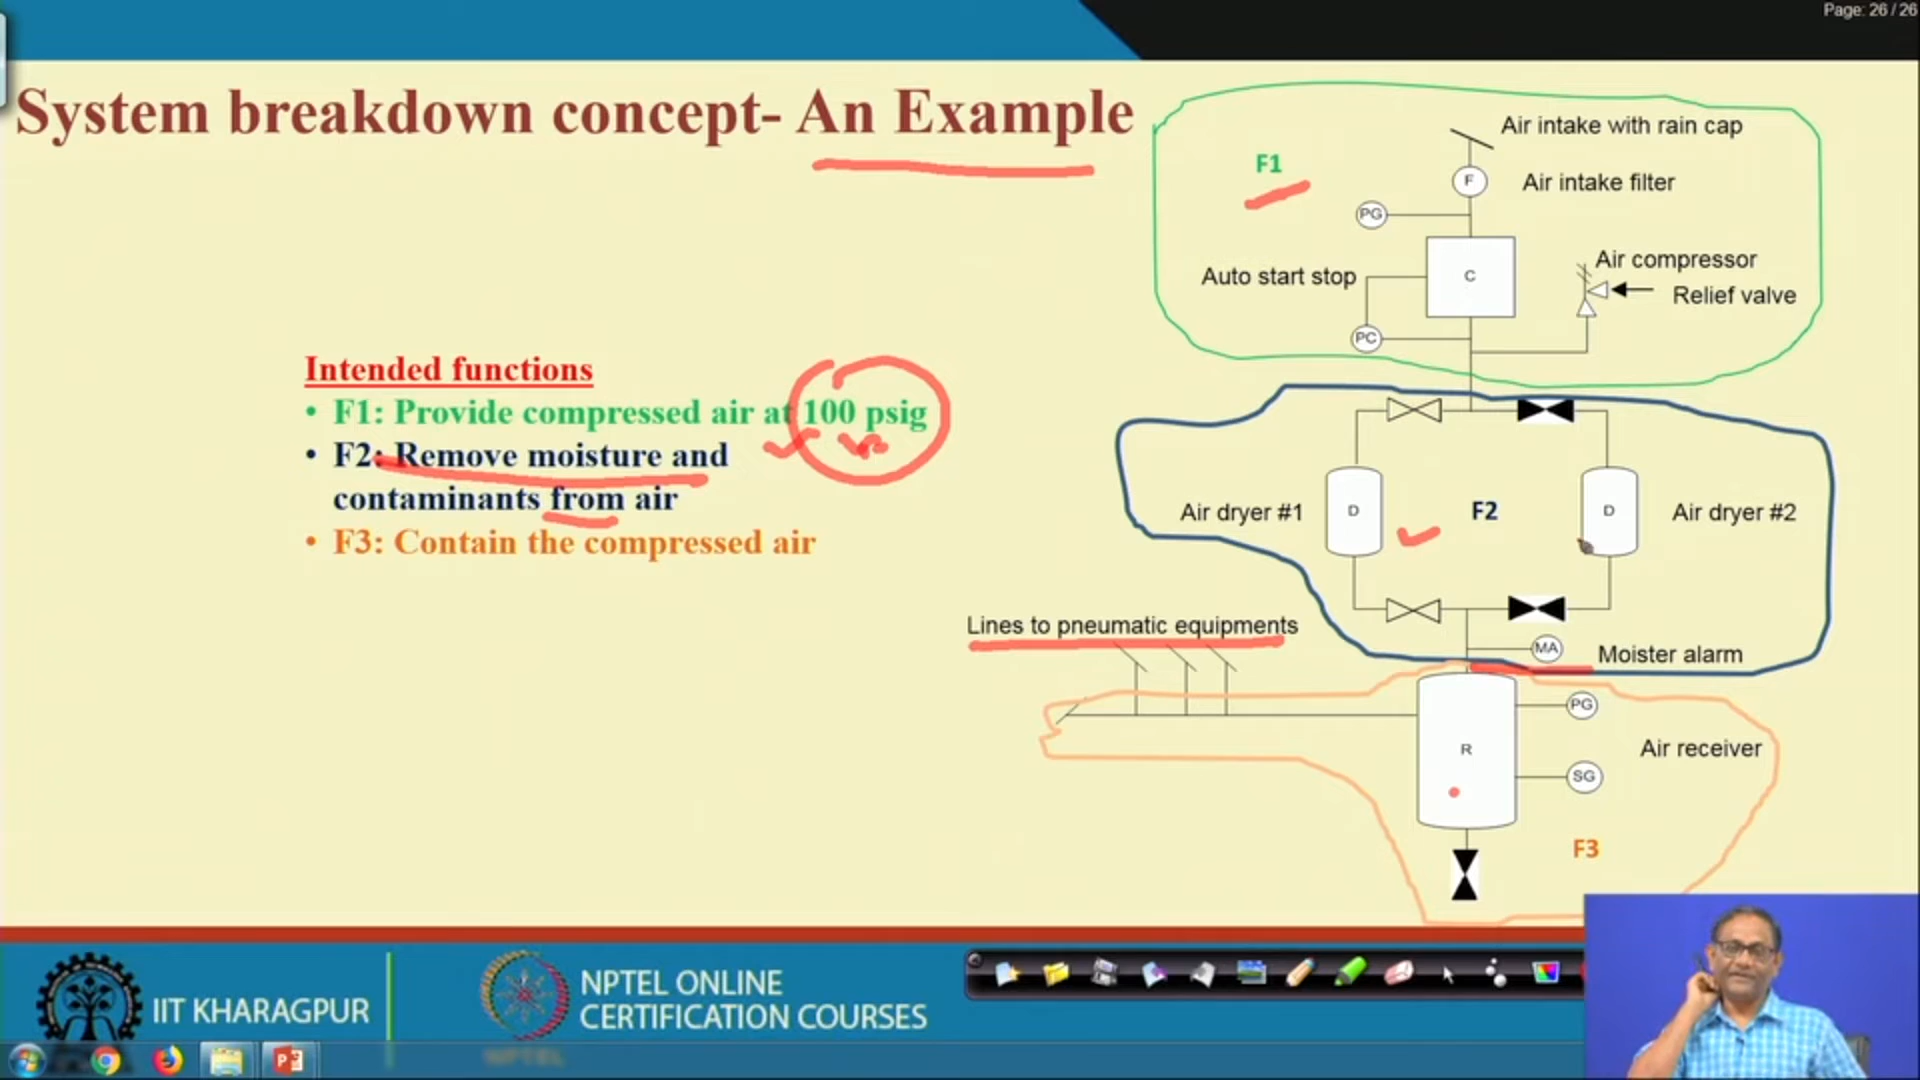 Page: 26 / 26
System breakdown concept- An Example
Air intake with rain cap
F1
F
Air intake filter
PG
Auto start stop
C
Air compressor
Relief valve
PC
Intended functions
• F1: Provide compressed air at 100 psig
• F2: Remove moisture and
contaminants from air
• F3: Contain the compressed air
Air dryer #1
D
F2
D
Air dryer #2
Lines to pneumatic equipments
MA
Moister alarm
PG
R
Air receiver
SG
F3
IIT KHARAGPUR
NPTEL ONLINE
CERTIFICATION COURSES